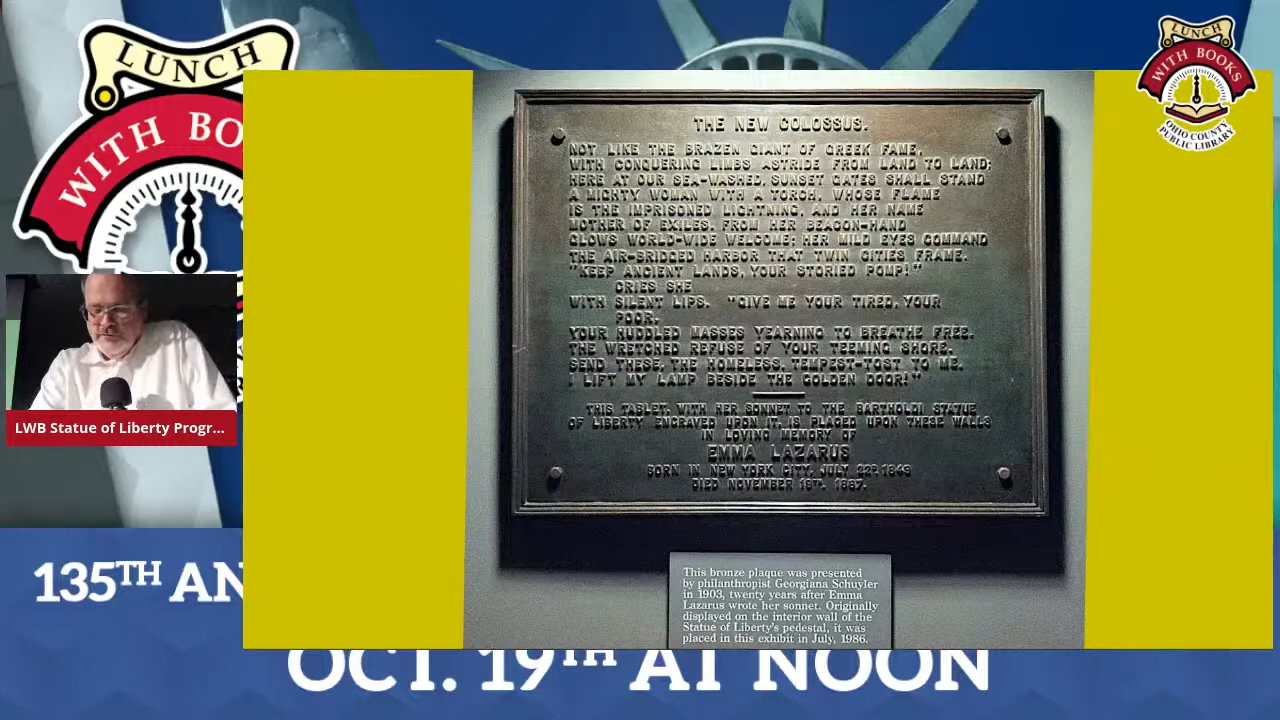 LUNCH
WITH BO
LUNCH
WITH BOOKS
OHIO COUNTY
PUBLIC LIBRARY
THE NEW COLOSSUS.
NOT LIKE THE BRAZEN GIANT OF GREEK FAME,
WITH CONQUERING LIMBS ASTRIDE FROM LAND TO LAND;
HERE AT OUR SEA-WASHED, SUNSET GATES SHALL STAND
A MIGHTY WOMAN WITH A TORCH, WHOSE FLAME
IS THE IMPRISONED LIGHTNING, AND HER NAME
MOTHER OF EXILES. FROM HER BEACON-HAND
GLOWS WORLD-WIDE WELCOME; HER MILD EYES COMMAND
THE AIR-BRIDGED HARBOR THAT TWIN CITIES FRAME.
"KEEP ANCIENT LANDS, YOUR STORIED POMP!"
CRIES SHE
WITH SILENT LIPS. "GIVE ME YOUR TIRED, YOUR
POOR,
YOUR HUDDLED MASSES YEARNING TO BREATHE FREE,
THE WRETCHED REFUSE OF YOUR TEEMING SHORE.
SEND THESE, THE HOMELESS, TEMPEST-TOST TO ME,
I LIFT MY LAMP BESIDE THE GOLDEN DOOR!"
THIS TABLET, WITH HER SONNET TO THE BARTHOLDI STATUE
OF LIBERTY ENGRAVED UPON IT, IS PLACED UPON THESE WALLS
IN LOVING MEMORY OF
EMMA LAZARUS
BORN IN NEW YORK CITY, JULY 22D, 1849
DIED NOVEMBER 19TH, 1887.
This bronze plaque was presented
by philanthropist Georgiana Schuyler
in 1903, twenty years after Emma
Lazarus wrote her sonnet. Originally
displayed on the interior wall of the
Statue of Liberty's pedestal, it was
placed in this exhibit in July, 1986.
LWB Statue of Liberty Progr...
135TH AN
OCT. 19TH AT NOON